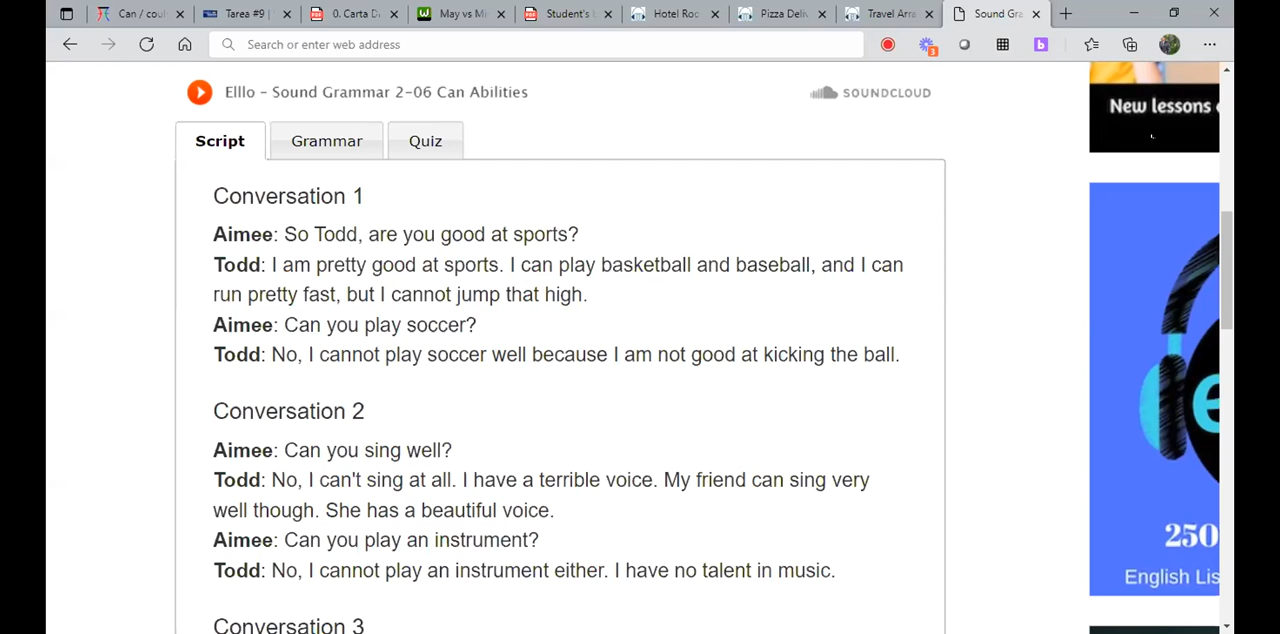 Can / coul
Tarea #9 |
0. Carta D
May vs Mi
Student's
Hotel Roo
Pizza Deliv
Travel Arra
Sound Gra
Search or enter web address
3
b
Elllo - Sound Grammar 2-06 Can Abilities
SOUNDCLOUD
New lessons
Script
Grammar
Quiz
Conversation 1
Aimee: So Todd, are you good at sports?
Todd: I am pretty good at sports. I can play basketball and baseball, and I can
run pretty fast, but I cannot jump that high.
Aimee: Can you play soccer?
Todd: No, I cannot play soccer well because I am not good at kicking the ball.
Conversation 2
Aimee: Can you sing well?
Todd: No, I can't sing at all. I have a terrible voice. My friend can sing very
well though. She has a beautiful voice.
Aimee: Can you play an instrument?
Todd: No, I cannot play an instrument either. I have no talent in music.
Conversation 3
e
250
English Lis